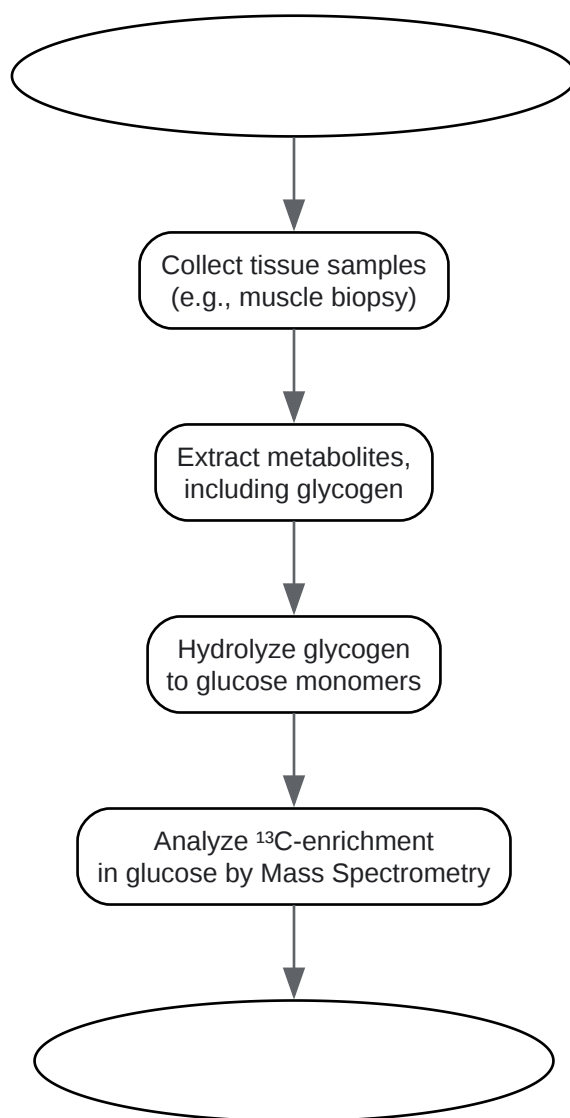 Collect tissue samples
(e.g., muscle biopsy)
Extract metabolites,
including glycogen
Hydrolyze glycogen
to glucose monomers
Analyze ¹³C-enrichment
in glucose by Mass Spectrometry